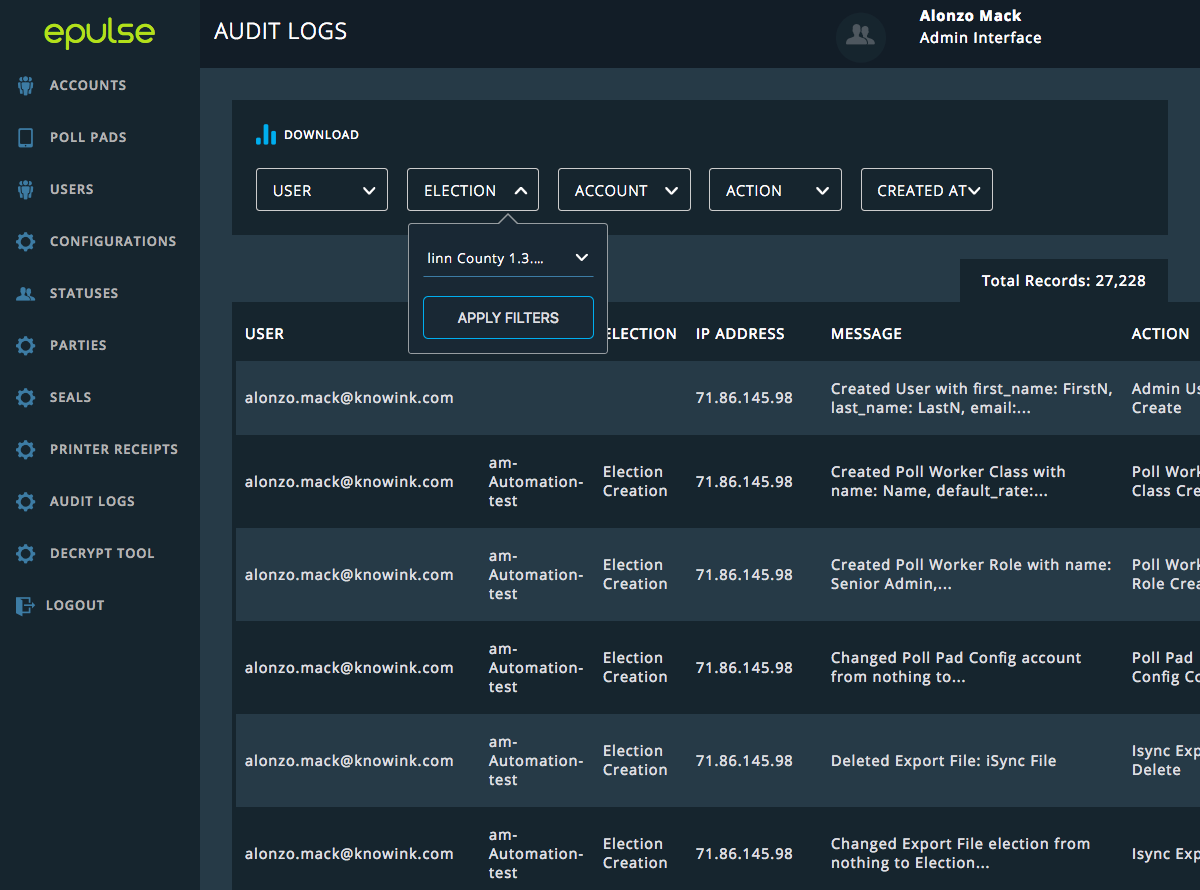 epulse
AUDIT LOGS
Alonzo Mack
Admin Interface
ACCOUNTS
POLL PADS
USERS
CONFIGURATIONS
STATUSES
PARTIES
SEALS
PRINTER RECEIPTS
AUDIT LOGS
DECRYPT TOOL
LOGOUT
DOWNLOAD
USER
ELECTION
ACCOUNT
ACTION
CREATED AT
linn County 1.3....
APPLY FILTERS
Total Records: 27,228
USER ELECTION IP ADDRESS MESSAGE ACTION
alonzo.mack@knowink.com
71.86.145.98
Created User with first_name: FirstN,
last_name: LastN, email:...
Admin Us
Create
alonzo.mack@knowink.com
am-
Automation-
test
Election
Creation
71.86.145.98
Created Poll Worker Class with
name: Name, default_rate:...
Poll Work
Class Cre
alonzo.mack@knowink.com
am-
Automation-
test
Election
Creation
71.86.145.98
Created Poll Worker Role with name:
Senior Admin,...
Poll Work
Role Crea
alonzo.mack@knowink.com
am-
Automation-
test
Election
Creation
71.86.145.98
Changed Poll Pad Config account
from nothing to...
Poll Pad
Config Co
alonzo.mack@knowink.com
am-
Automation-
test
Election
Creation
71.86.145.98
Deleted Export File: iSync File
Isync Exp
Delete
alonzo.mack@knowink.com
am-
Automation-
test
Election
Creation
71.86.145.98
Changed Export File election from
nothing to Election...
Isync Exp